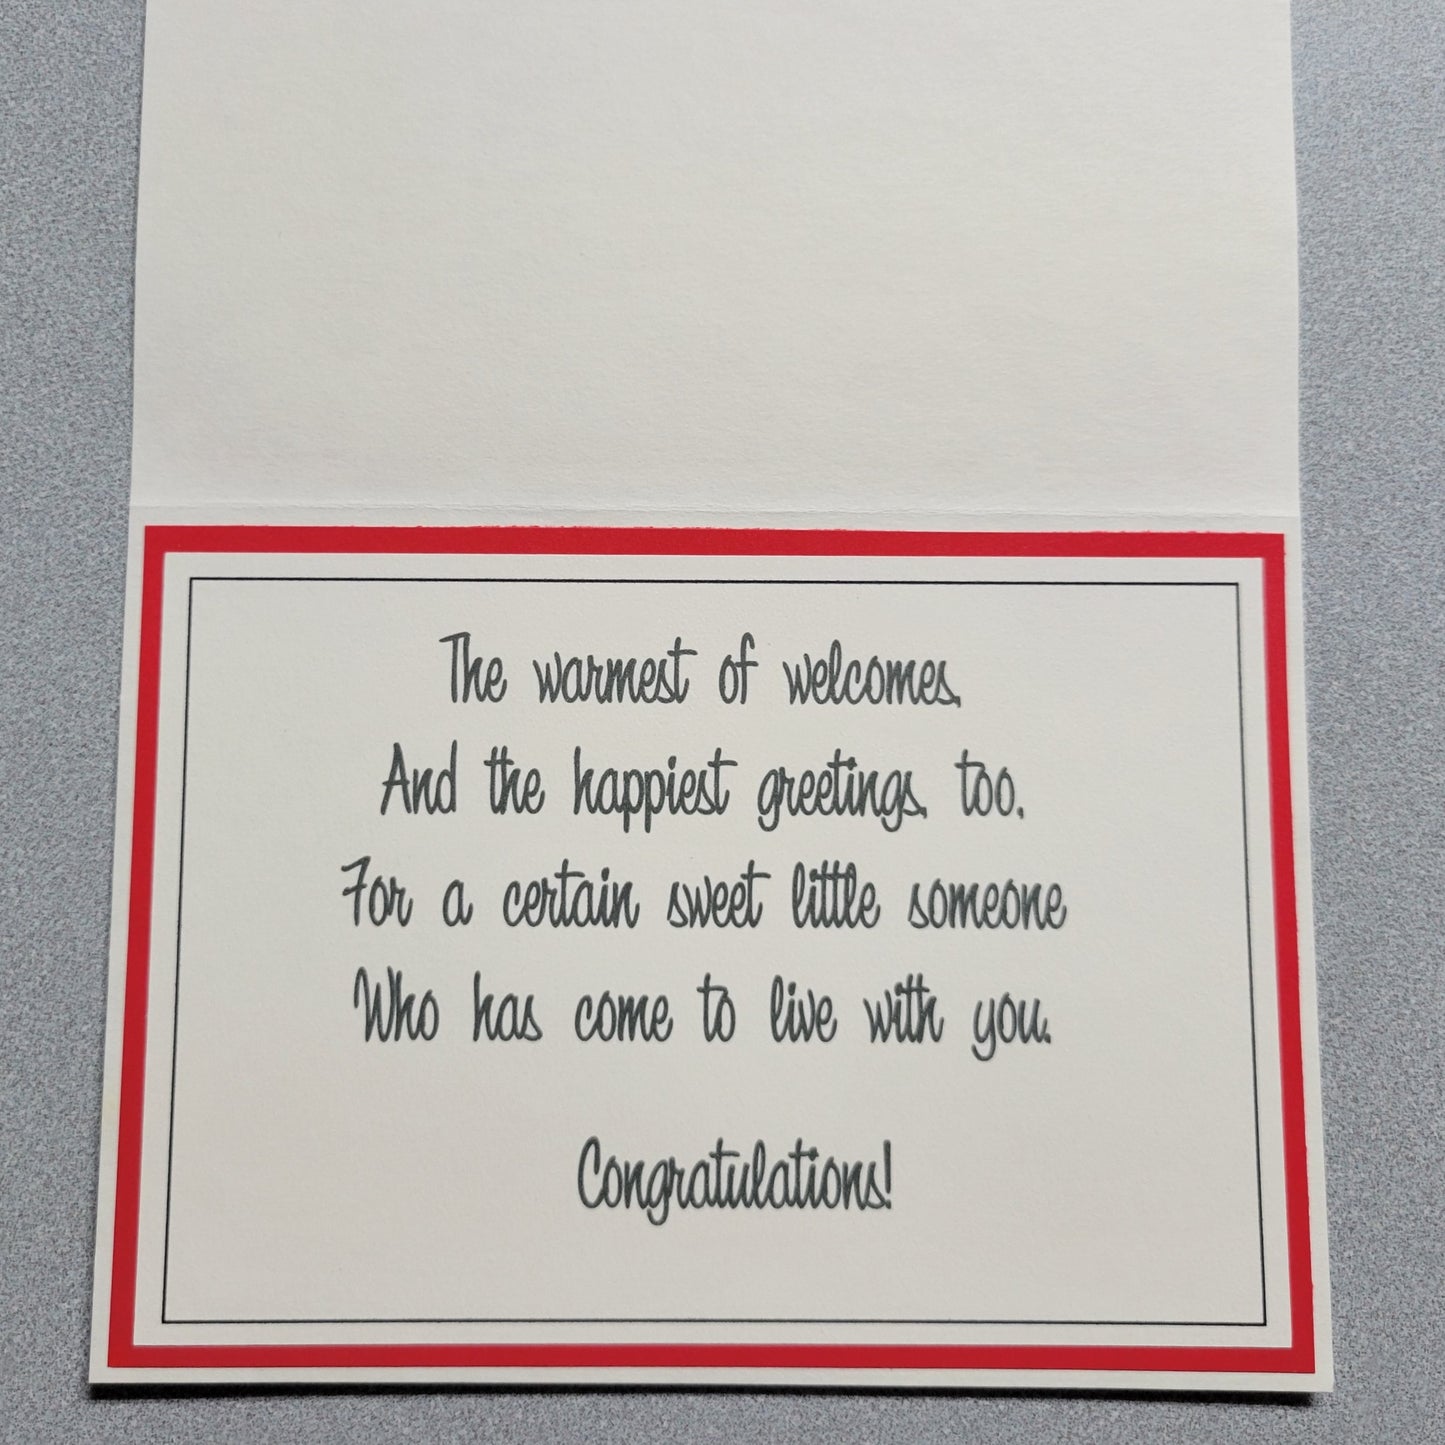 The warmest of welcomes,
And the happiest greetings, too,
For a certain sweet little someone
Who has come to live with you.
Congratulations!